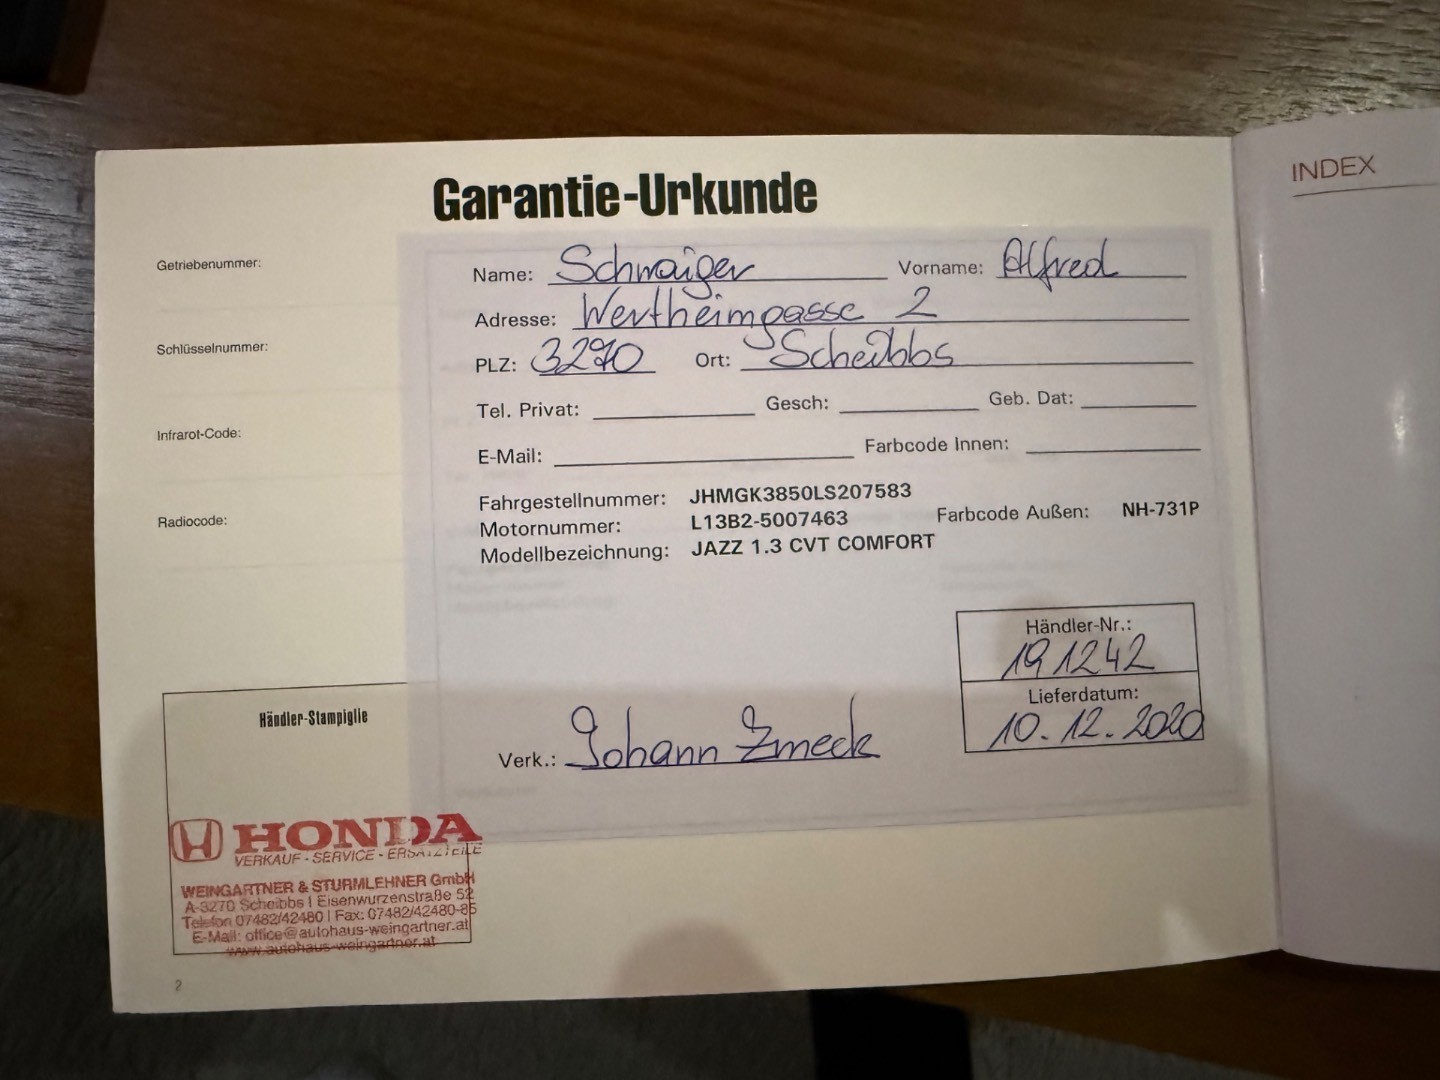 Garantie-Urkunde
INDEX
Getriebenummer:
Schlüsselnummer:
Infrarot-Code:
Radiocode:
Name: Schwaiger Vorname: Alfred
Adresse: Wertheimgasse 2
PLZ: 3270 Ort: Scheibbs
Tel. Privat: Gesch: Geb. Dat:
E-Mail: Farbcode Innen:
Fahrgestellnummer: JHMGK3850LS207583
Motornummer: L13B2-5007463 Farbcode Außen: NH-731P
Modellbezeichnung: JAZZ 1.3 CVT COMFORT
Händler-Nr.:
191242
Lieferdatum:
10.12.2020
Verk.: Johann Zmeck
Händler-Stampiglie
HONDA
VERKAUF - SERVICE - ERSATZTEILE
WEINGARTNER & STURMLEHNER GmbH
A-3270 Scheibbs | Eisenwurzenstraße 52
Telefon 07482/42480 | Fax: 07482/42480-85
E-Mail: office@autohaus-weingartner.at
www.autohaus-weingartner.at
2